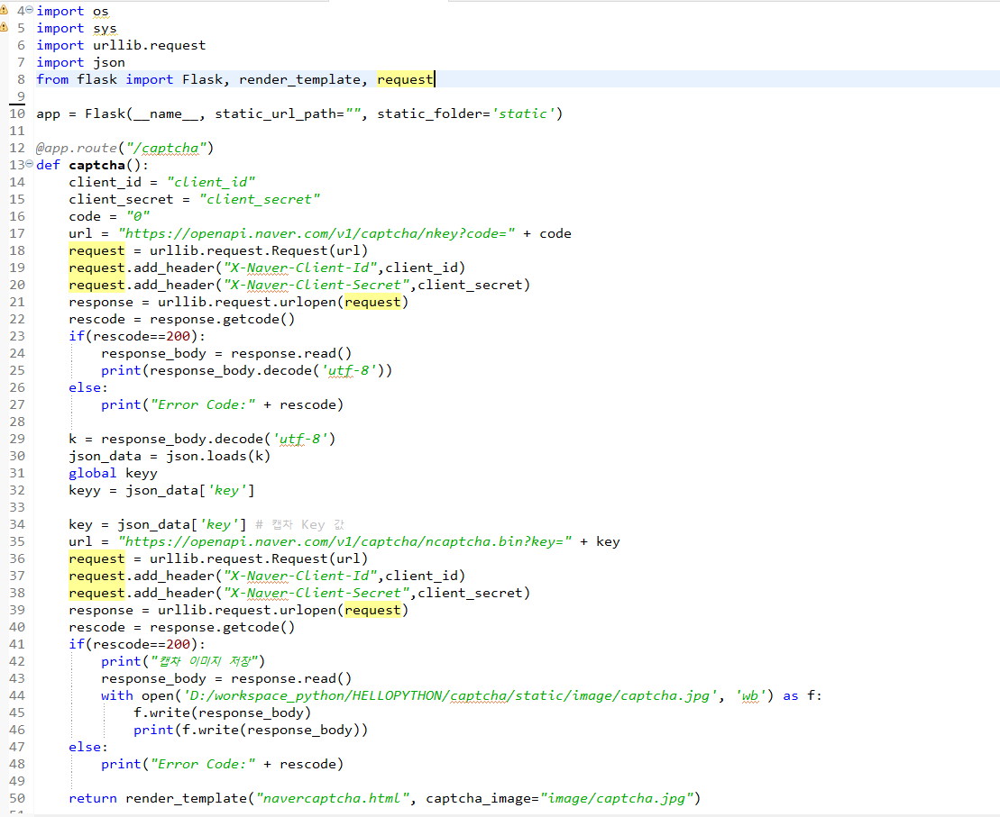 4 import os
5 import sys
6 import urllib.request
7 import json
8 from flask import Flask, render_template, request
9
10 app = Flask(__name__, static_url_path="", static_folder='static')
11
12 @app.route("/captcha")
13 def captcha():
14     client_id = "client_id"
15     client_secret = "client_secret"
16     code = "0"
17     url = "https://openapi.naver.com/v1/captcha/nkey?code=" + code
18     request = urllib.request.Request(url)
19     request.add_header("X-Naver-Client-Id",client_id)
20     request.add_header("X-Naver-Client-Secret",client_secret)
21     response = urllib.request.urlopen(request)
22     rescode = response.getcode()
23     if(rescode==200):
24         response_body = response.read()
25         print(response_body.decode('utf-8'))
26     else:
27         print("Error Code:" + rescode)
28
29     k = response_body.decode('utf-8')
30     json_data = json.loads(k)
31     global keyy
32     keyy = json_data['key']
33
34     key = json_data['key'] # 캡차 Key 값
35     url = "https://openapi.naver.com/v1/captcha/ncaptcha.bin?key=" + key
36     request = urllib.request.Request(url)
37     request.add_header("X-Naver-Client-Id",client_id)
38     request.add_header("X-Naver-Client-Secret",client_secret)
39     response = urllib.request.urlopen(request)
40     rescode = response.getcode()
41     if(rescode==200):
42         print("캡차 이미지 저장")
43         response_body = response.read()
44         with open('D:/workspace_python/HELLOPYTHON/captcha/static/image/captcha.jpg', 'wb') as f:
45             f.write(response_body)
46             print(f.write(response_body))
47     else:
48         print("Error Code:" + rescode)
49
50     return render_template("navercaptcha.html", captcha_image="image/captcha.jpg")